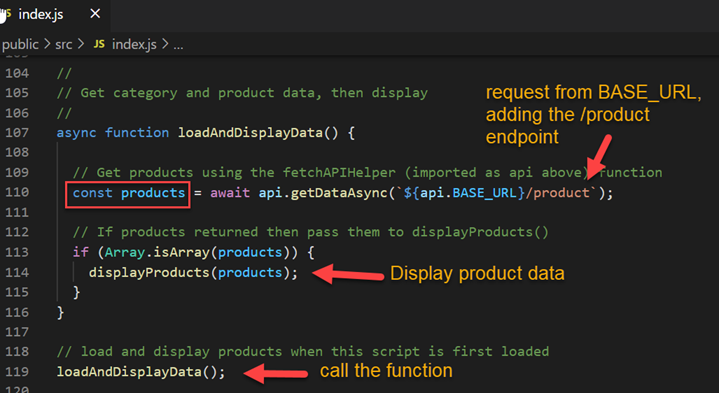 JS index.js ×
public > src > JS index.js > ...
103
104 //
105 // Get category and product data, then display
106 //
107 async function loadAndDisplayData() {
108
109 // Get products using the fetchAPIHelper (imported as api above) function
110 const products = await api.getDataAsync(`${api.BASE_URL}/product`);
111
112 // If products returned then pass them to displayProducts()
113 if (Array.isArray(products)) {
114 displayProducts(products);
115 }
116 }
117
118 // load and display products when this script is first loaded
119 loadAndDisplayData();
120
request from BASE_URL,
adding the /product
endpoint
Display product data
call the function